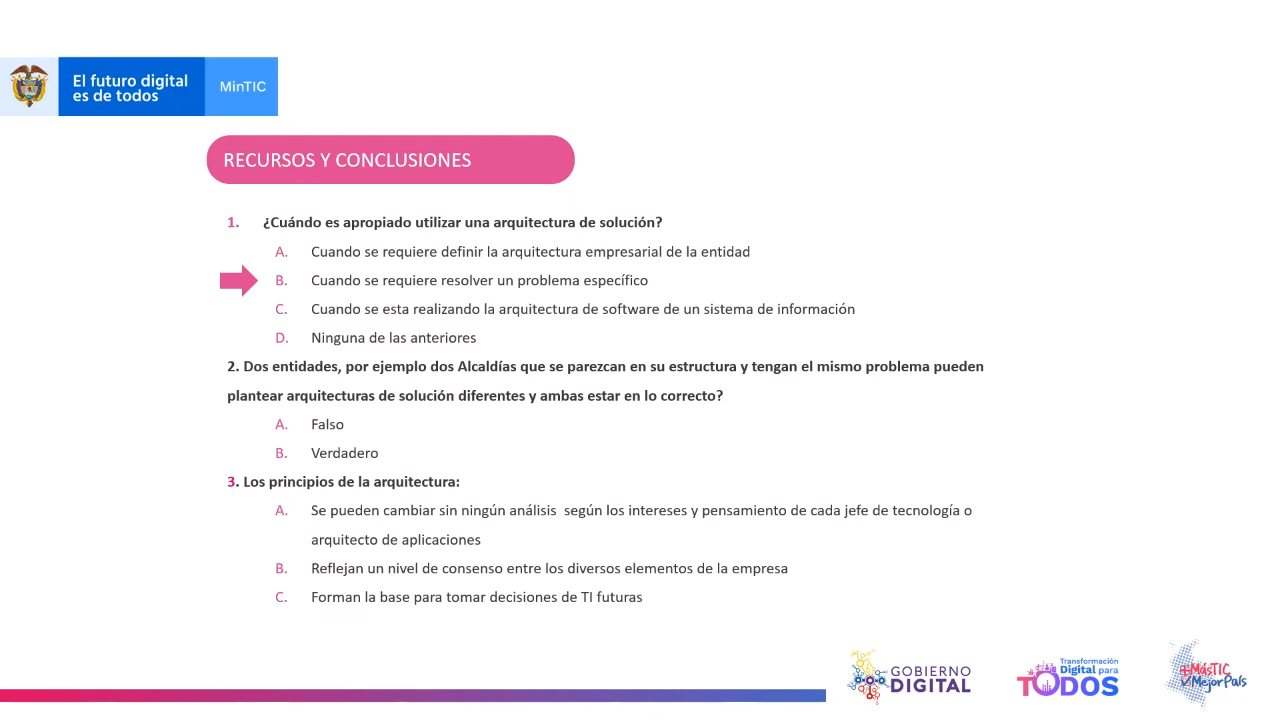 El futuro digital
es de todos
MinTIC
RECURSOS Y CONCLUSIONES
1. ¿Cuándo es apropiado utilizar una arquitectura de solución?
A. Cuando se requiere definir la arquitectura empresarial de la entidad
B. Cuando se requiere resolver un problema específico
C. Cuando se esta realizando la arquitectura de software de un sistema de información
D. Ninguna de las anteriores
2. Dos entidades, por ejemplo dos Alcaldías que se parezcan en su estructura y tengan el mismo problema pueden
plantear arquitecturas de solución diferentes y ambas estar en lo correcto?
A. Falso
B. Verdadero
3. Los principios de la arquitectura:
A. Se pueden cambiar sin ningún análisis según los intereses y pensamiento de cada jefe de tecnología o
arquitecto de aplicaciones
B. Reflejan un nivel de consenso entre los diversos elementos de la empresa
C. Forman la base para tomar decisiones de TI futuras
GOBIERNO
DIGITAL
Transformación
Digital para
TODOS
+MásTIC
MejorPaís